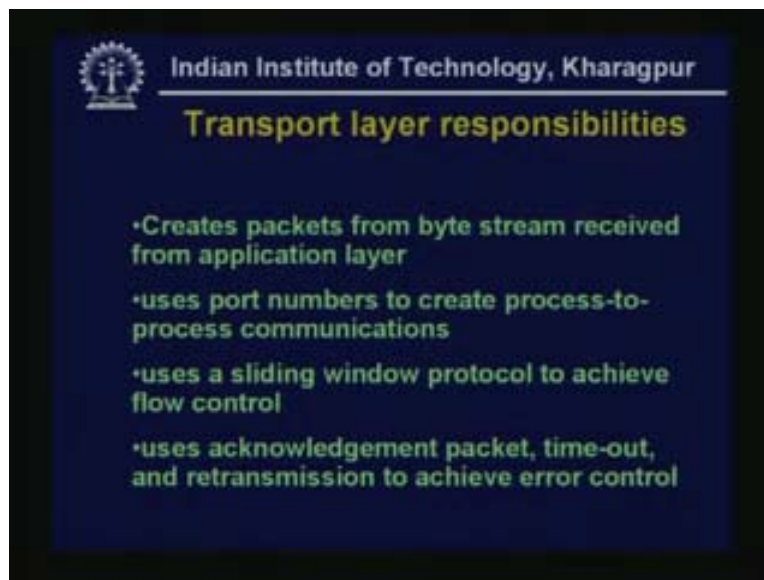 Indian Institute of Technology, Kharagpur
Transport layer responsibilities
•Creates packets from byte stream received
from application layer
•uses port numbers to create process-to-
process communications
•uses a sliding window protocol to achieve
flow control
•uses acknowledgement packet, time-out,
and retransmission to achieve error control